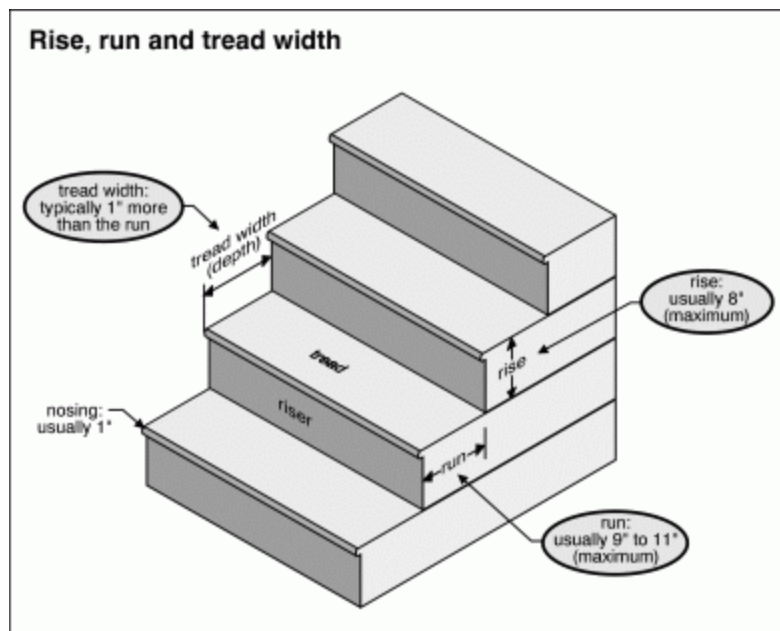 Rise, run and tread width
tread width:
typically 1" more
than the run
tread width
(depth)
rise:
usually 8"
(maximum)
rise
tread
riser
nosing:
usually 1"
run
run:
usually 9" to 11"
(maximum)